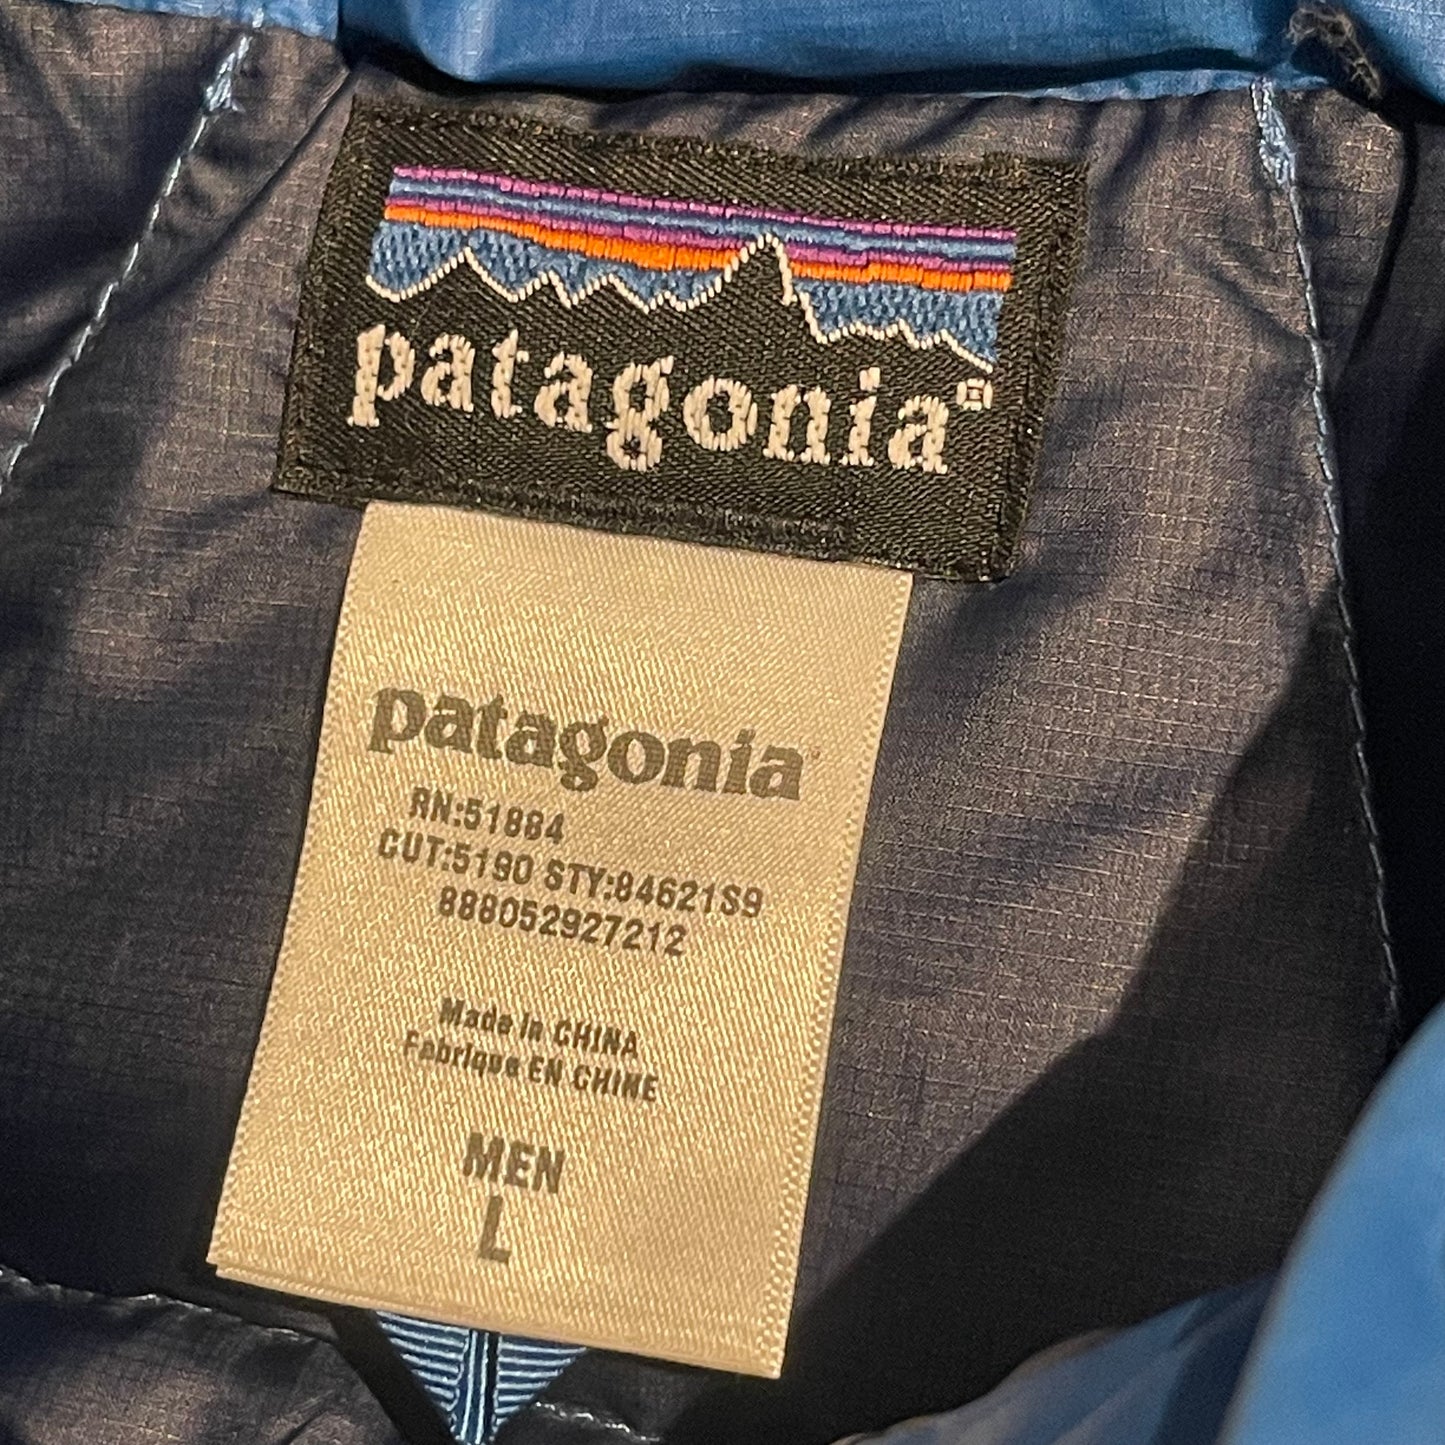 patagonia®
patagonia
RN:51884
CUT:5190 STY:84621S9
888052927212
Made in CHINA
Fabrique EN CHINE
MEN
L